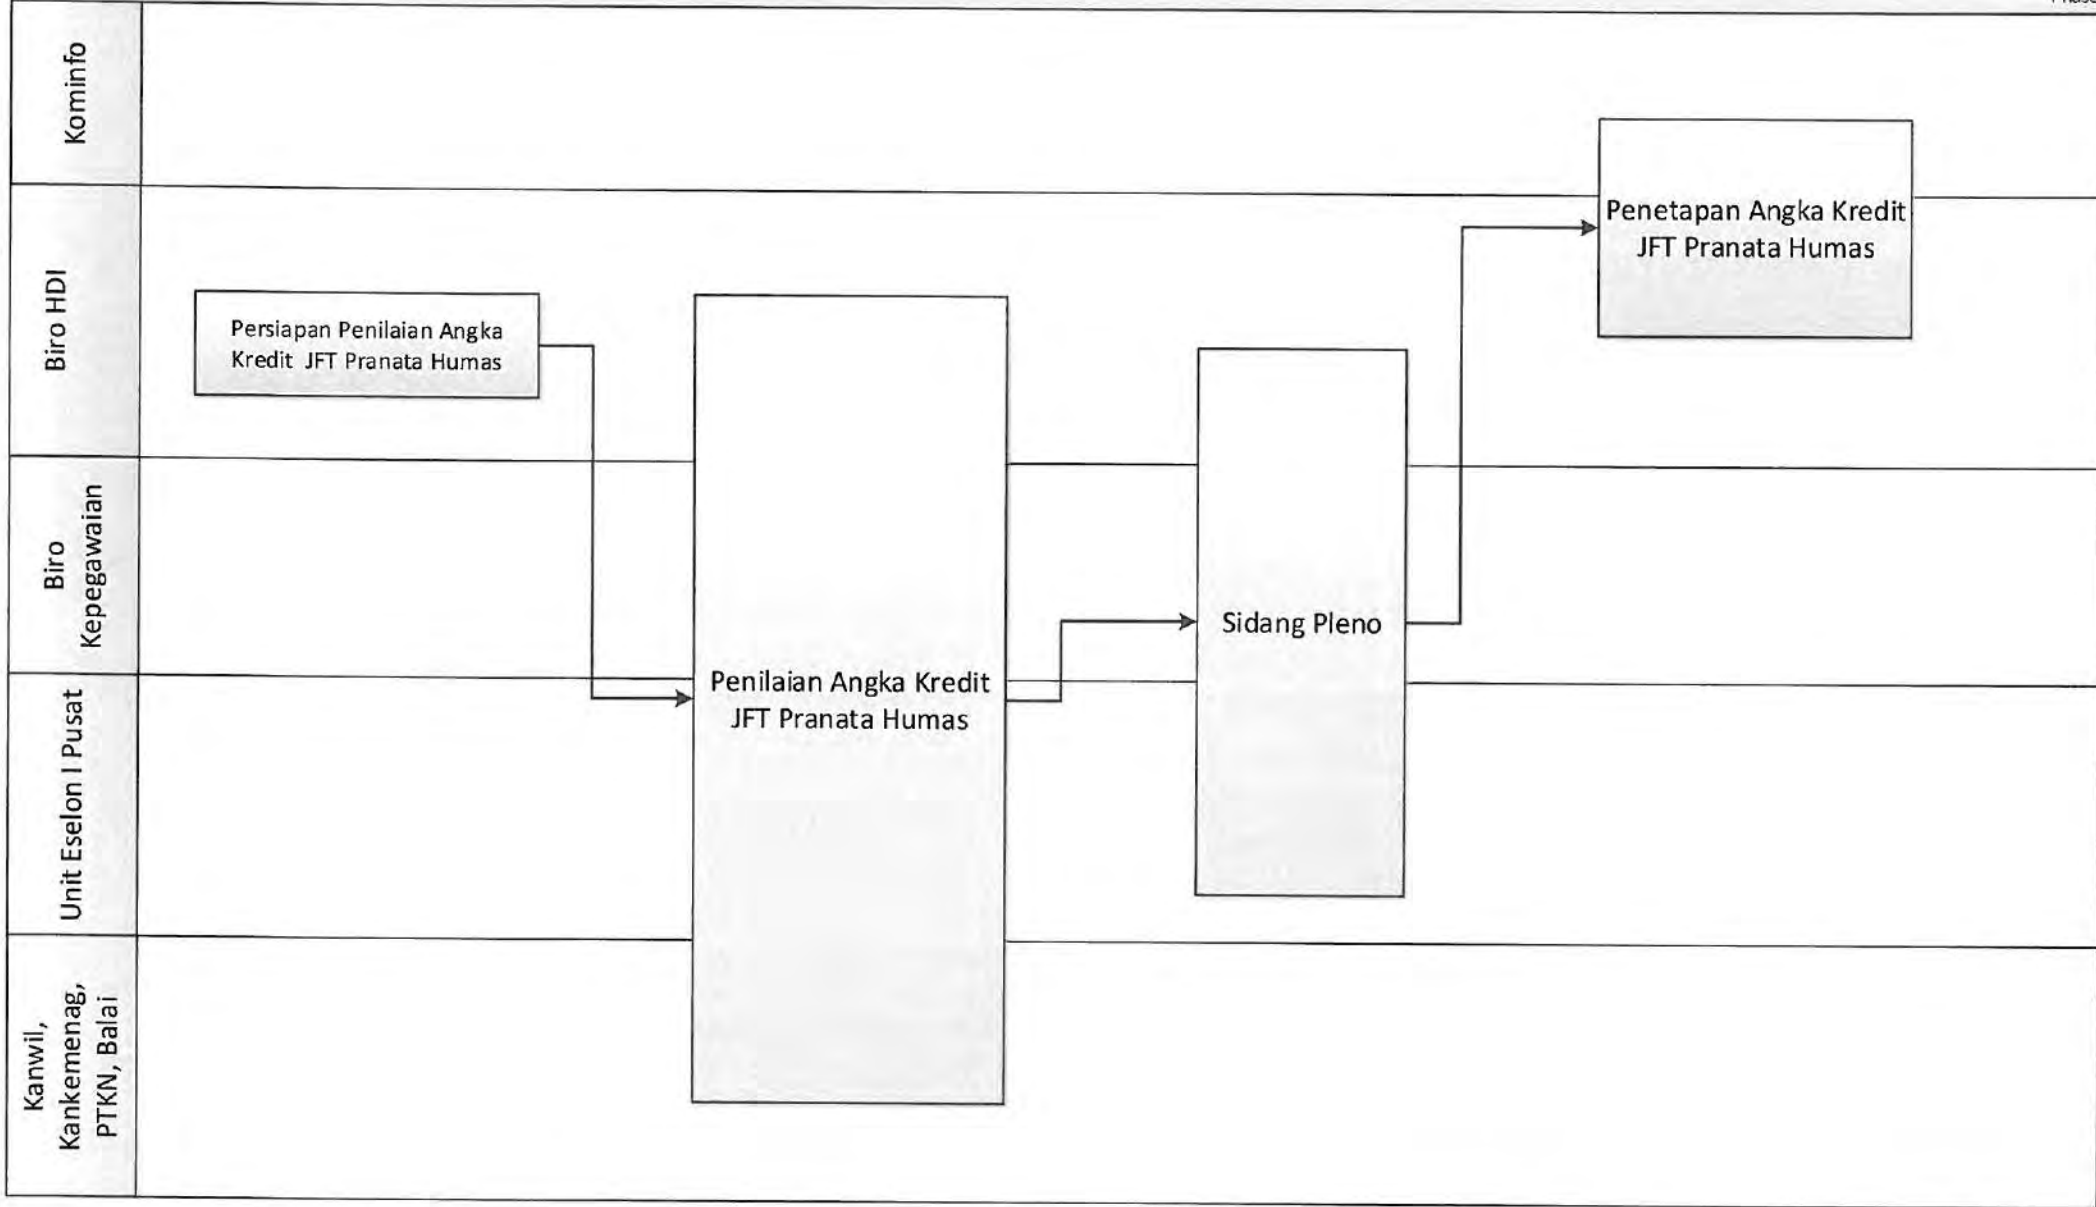 Kominfo
Biro HDI
Biro
Kepegawaian
Unit Eselon I Pusat
Kanwil,
Kankemenag,
PTKN, Balai
Persiapan Penilaian Angka
Kredit JFT Pranata Humas
Penilaian Angka Kredit
JFT Pranata Humas
Sidang Pleno
Penetapan Angka Kredit
JFT Pranata Humas